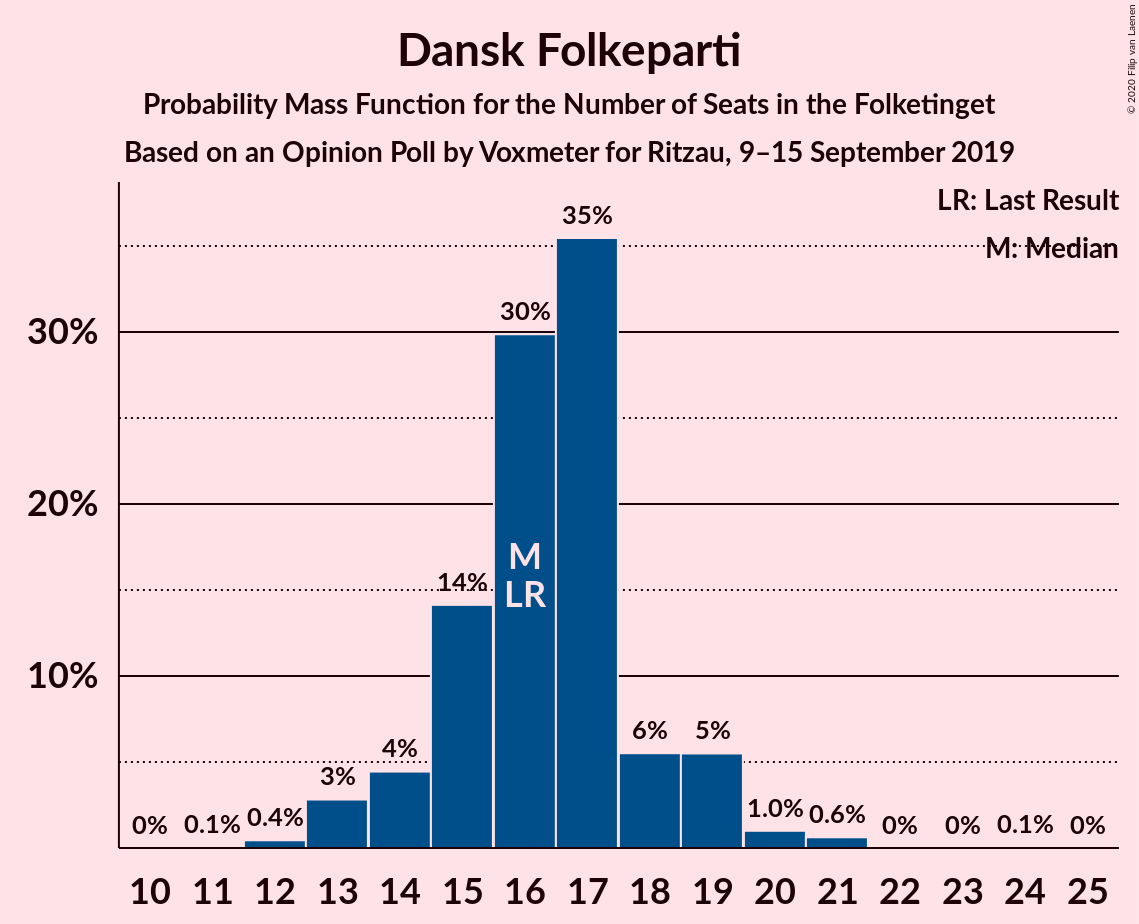 Dansk Folkeparti
Probability Mass Function for the Number of Seats in the Folketinget
Based on an Opinion Poll by Voxmeter for Ritzau, 9–15 September 2019
© 2020 Filip van Laenen
LR: Last Result
M: Median
30%
20%
10%
0%
0.1%
0.4%
3%
4%
14%
30%
35%
6%
5%
1.0%
0.6%
0%
0%
0.1%
0%
M
LR
10 11 12 13 14 15 16 17 18 19 20 21 22 23 24 25